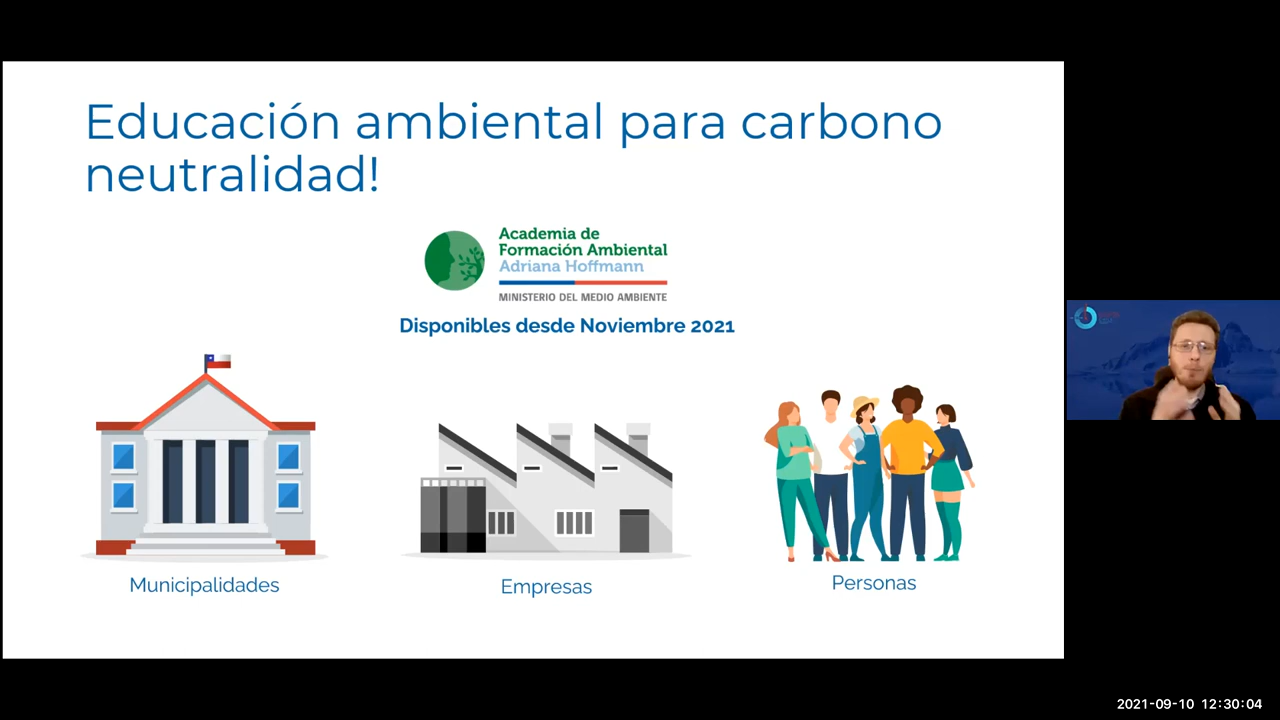 Educación ambiental para carbono
neutralidad!
Academia de
Formación Ambiental
Adriana Hoffmann
MINISTERIO DEL MEDIO AMBIENTE
Disponibles desde Noviembre 2021
Municipalidades
Empresas
Personas
2021-09-10 12:30:04